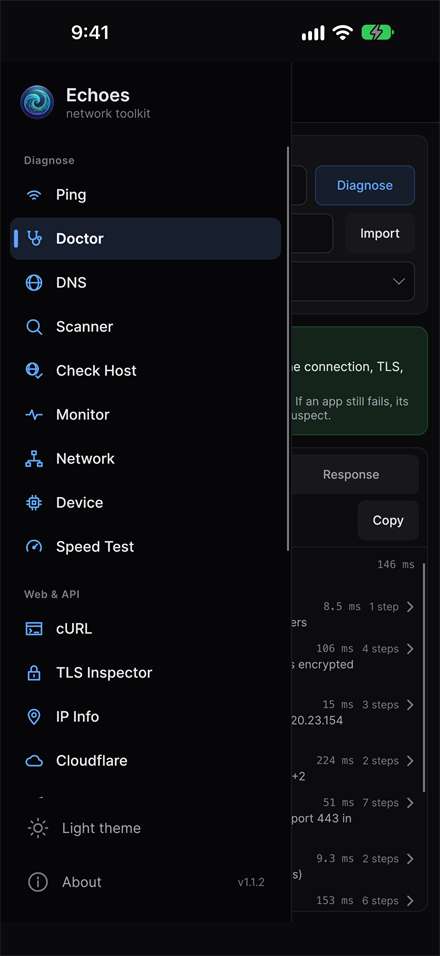 9:41
Echoes
network toolkit
Diagnose
Ping
Doctor
DNS
Scanner
Check Host
Monitor
Network
Device
Speed Test
Web & API
cURL
TLS Inspector
IP Info
Cloudflare
Light theme
About v1.1.2
Diagnose
Import
e connection, TLS,
If an app still fails, its
uspect.
Response
Copy
146 ms
8.5 ms 1 step
ers
106 ms 4 steps
s encrypted
15 ms 3 steps
20.23.154
224 ms 2 steps
+2
51 ms 7 steps
port 443 in
9.3 ms 2 steps
s)
153 ms 6 steps